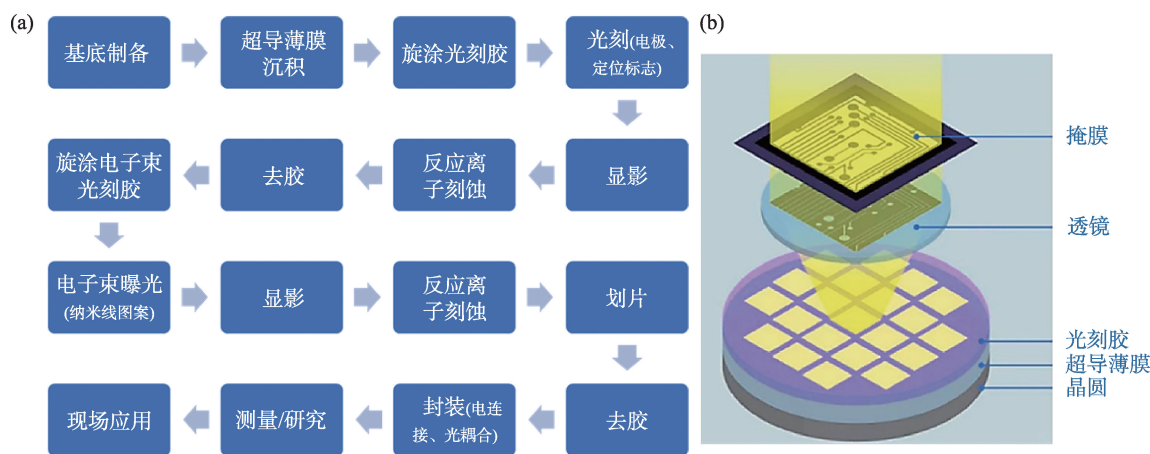 (a)
基底制备
超导薄膜
沉积
旋涂光刻胶
光刻(电极、
定位标志)
旋涂电子束
光刻胶
去胶
反应离
子刻蚀
显影
电子束曝光
(纳米线图案)
显影
反应离
子刻蚀
划片
现场应用
测量/研究
封装(电连
接、光耦合)
去胶
(b)
掩膜
透镜
光刻胶
超导薄膜
晶圆